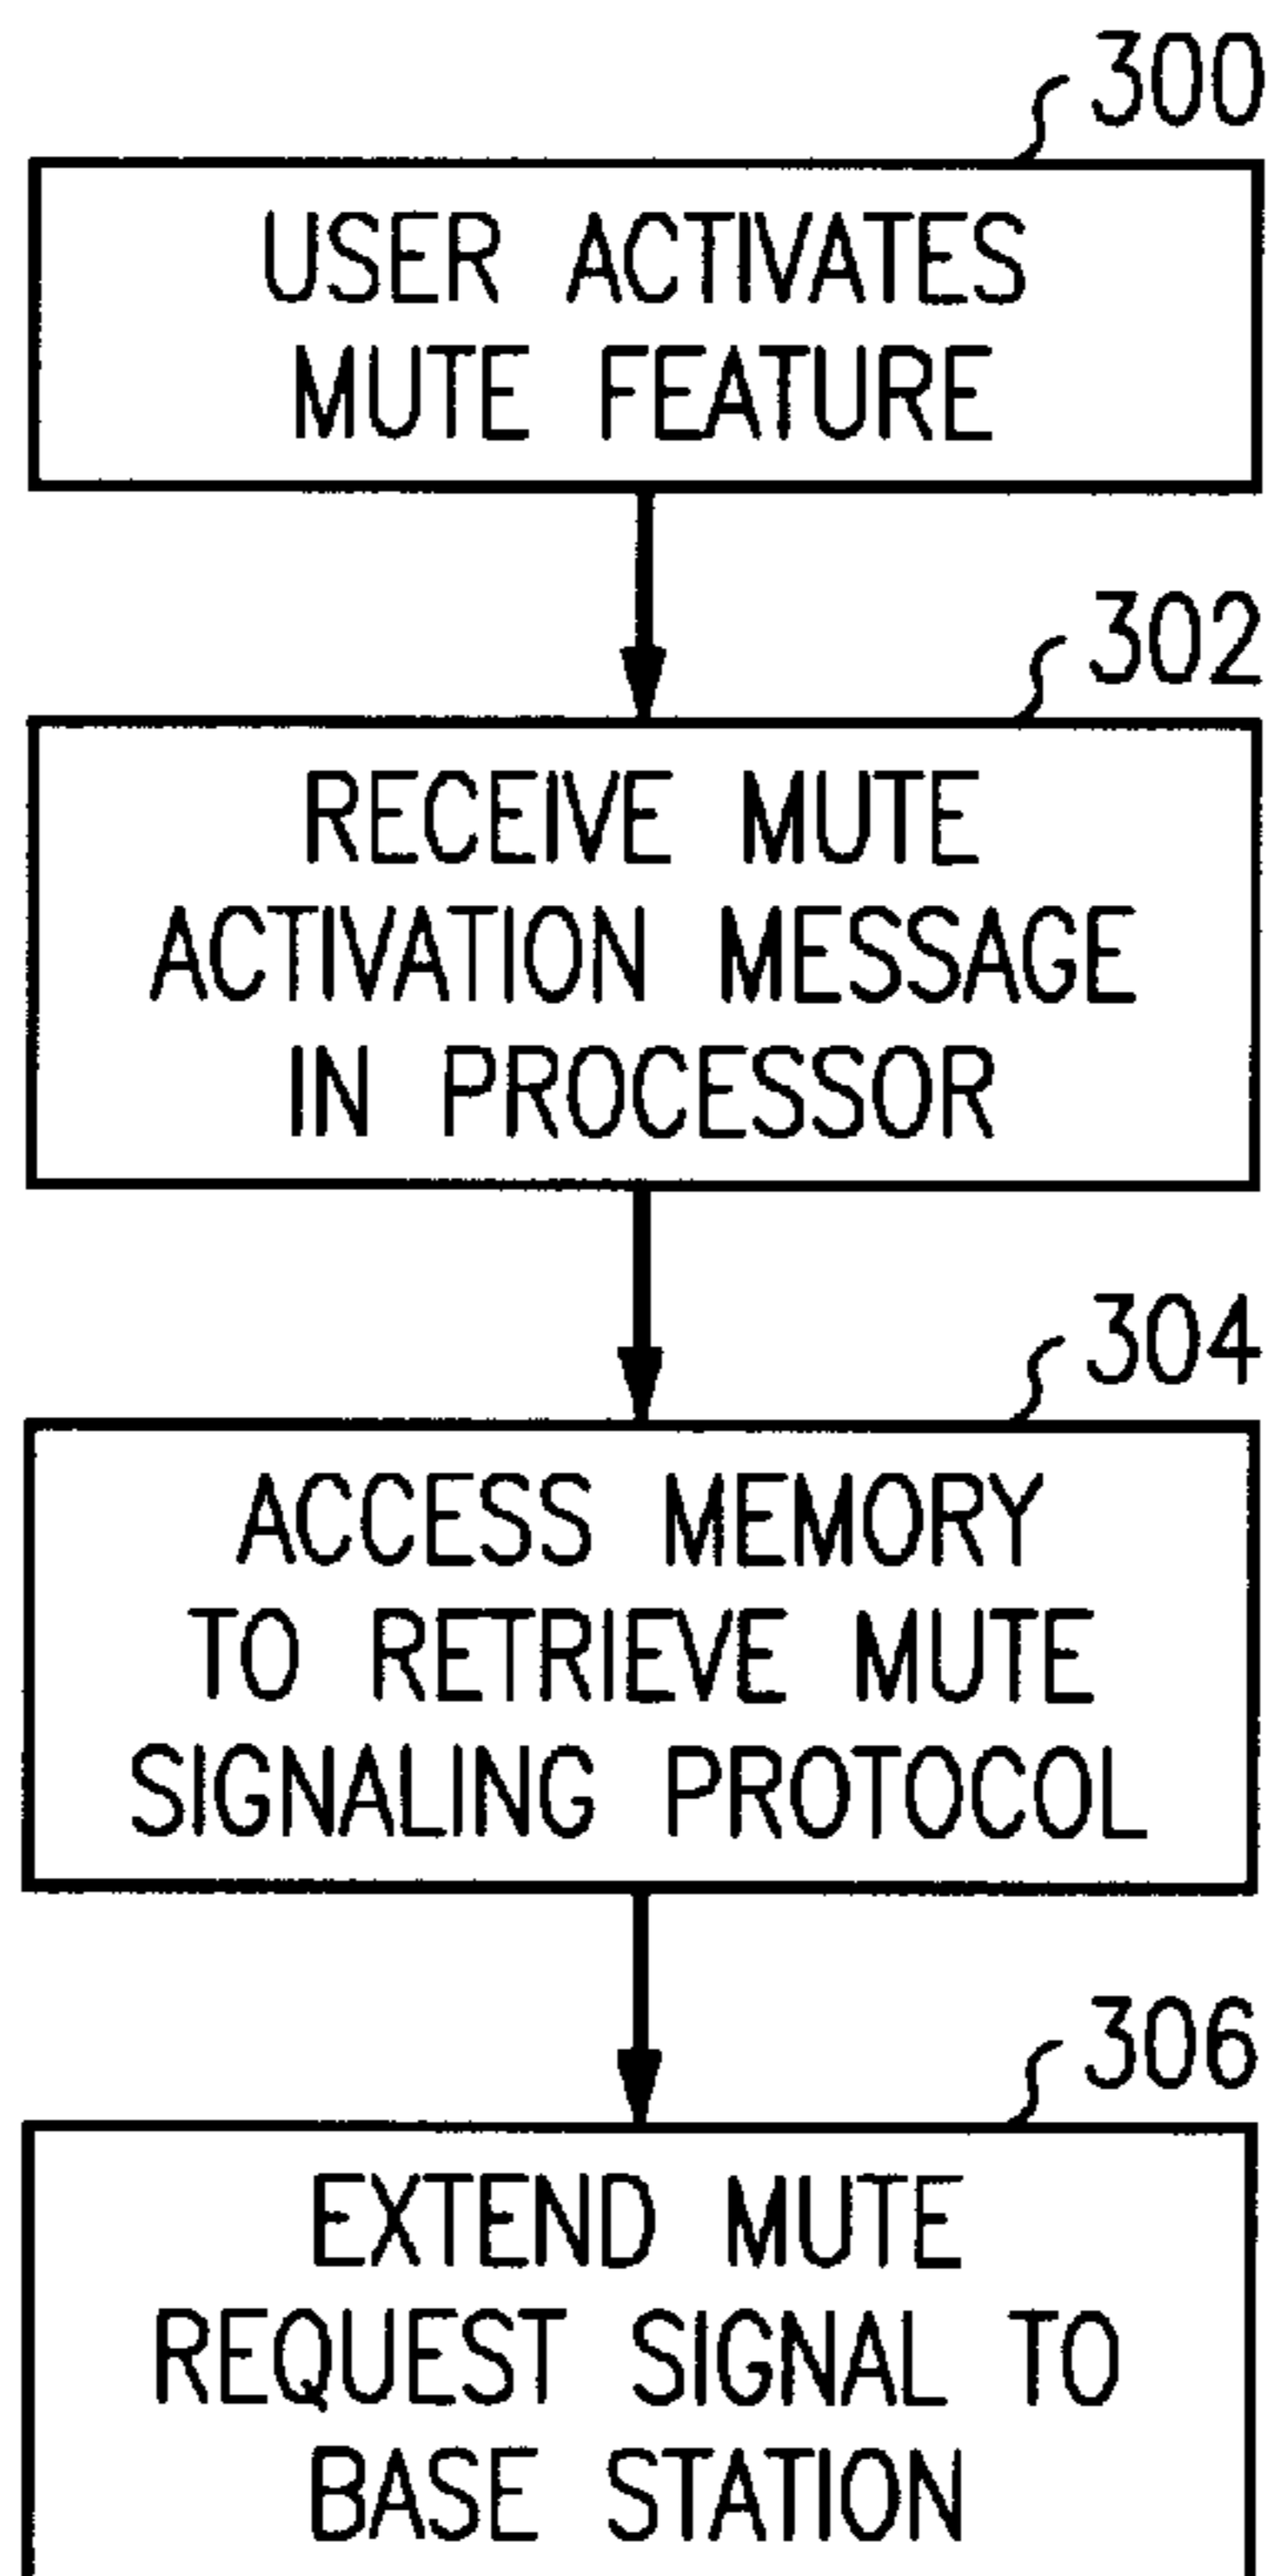 300
USER ACTIVATES
MUTE FEATURE
302
RECEIVE MUTE
ACTIVATION MESSAGE
IN PROCESSOR
304
ACCESS MEMORY
TO RETRIEVE MUTE
SIGNALING PROTOCOL
306
EXTEND MUTE
REQUEST SIGNAL TO
BASE STATION